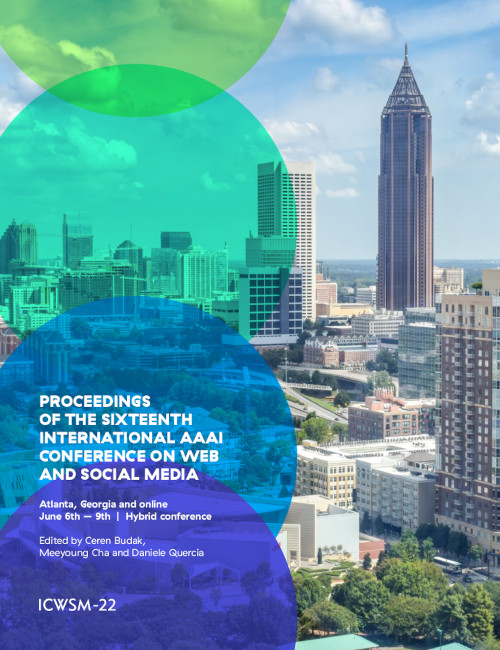 PROCEEDINGS
OF THE SIXTEENTH
INTERNATIONAL AAAI
CONFERENCE ON WEB
AND SOCIAL MEDIA
Atlanta, Georgia and online
June 6th — 9th | Hybrid conference
Edited by Ceren Budak,
Meeyoung Cha and Daniele Quercia
ICWSM-22